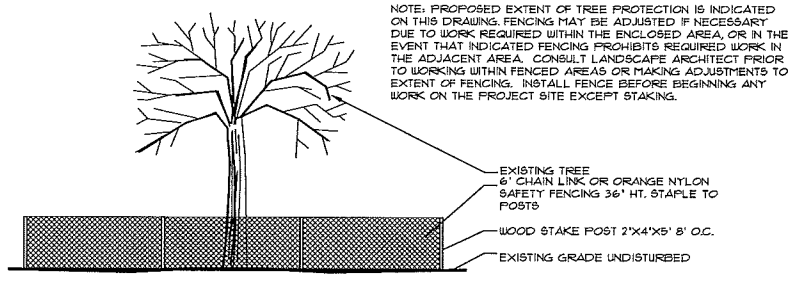 NOTE: PROPOSED EXTENT OF TREE PROTECTION IS INDICATED
ON THIS DRAWING. FENCING MAY BE ADJUSTED IF NECESSARY
DUE TO WORK REQUIRED WITHIN THE ENCLOSED AREA, OR IN THE
EVENT THAT INDICATED FENCING PROHIBITS REQUIRED WORK IN
THE ADJACENT AREA. CONSULT LANDSCAPE ARCHITECT PRIOR
TO WORKING WITHIN FENCED AREAS OR MAKING ADJUSTMENTS TO
EXTENT OF FENCING. INSTALL FENCE BEFORE BEGINNING ANY
WORK ON THE PROJECT SITE EXCEPT STAKING.
EXISTING TREE
6' CHAIN LINK OR ORANGE NYLON
SAFETY FENCING 36" HT. STAPLE TO
POSTS
WOOD STAKE POST 2"X4"X5' 8' O.C.
EXISTING GRADE UNDISTURBED